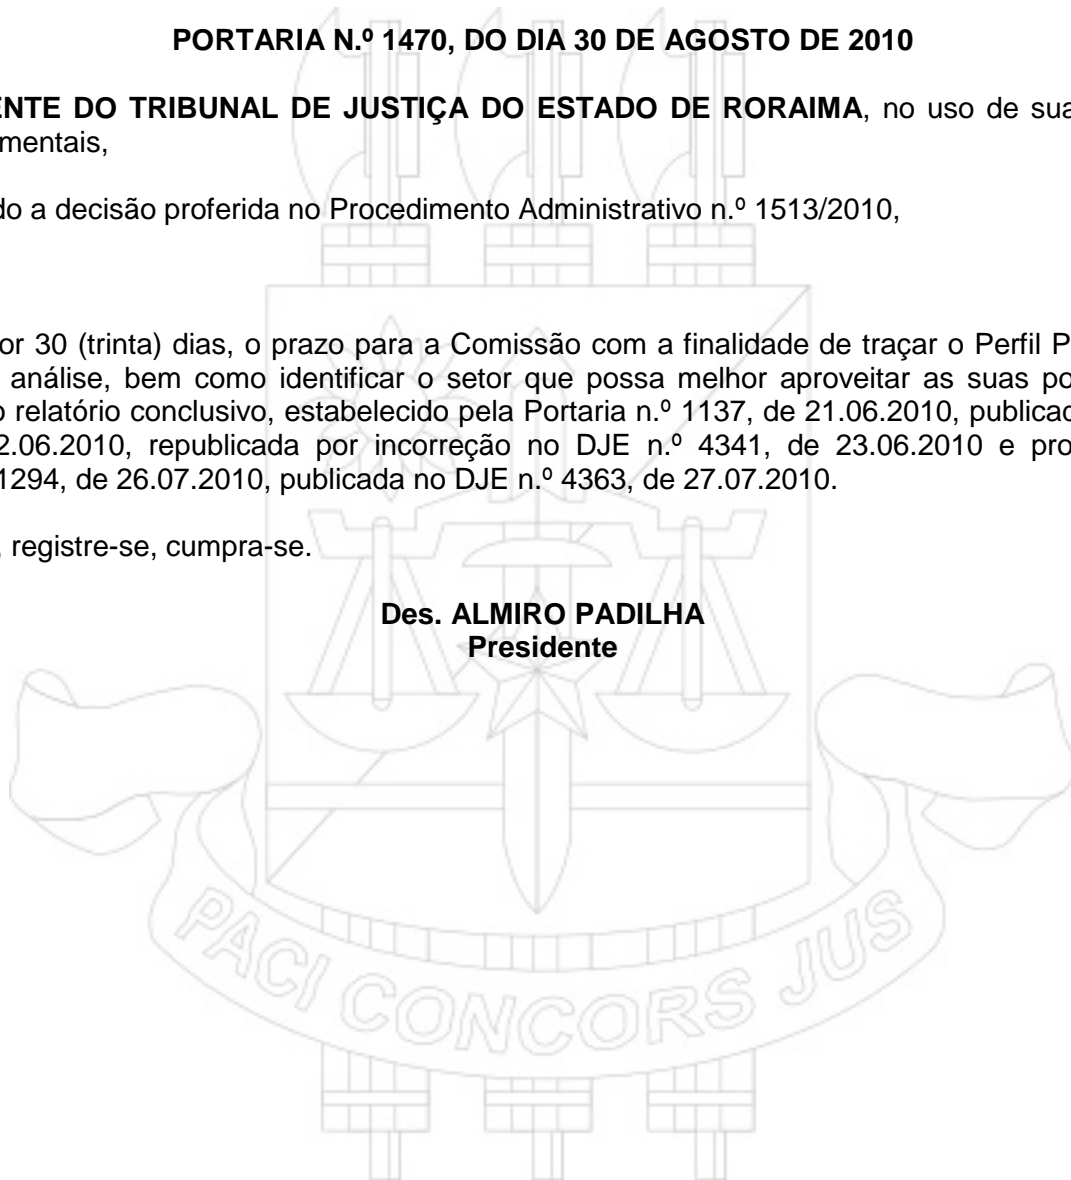 PORTARIA N.º 1470, DO DIA 30 DE AGOSTO DE 2010
ENTE DO TRIBUNAL DE JUSTIÇA DO ESTADO DE RORAIMA, no uso de sua
mentais,
do a decisão proferida no Procedimento Administrativo n.º 1513/2010,
or 30 (trinta) dias, o prazo para a Comissão com a finalidade de traçar o Perfil P
análise, bem como identificar o setor que possa melhor aproveitar as suas po
o relatório conclusivo, estabelecido pela Portaria n.º 1137, de 21.06.2010, publicad
2.06.2010, republicada por incorreção no DJE n.º 4341, de 23.06.2010 e pro
1294, de 26.07.2010, publicada no DJE n.º 4363, de 27.07.2010.
, registre-se, cumpra-se.
Des. ALMIRO PADILHA
Presidente
PACI CONCORS JUS